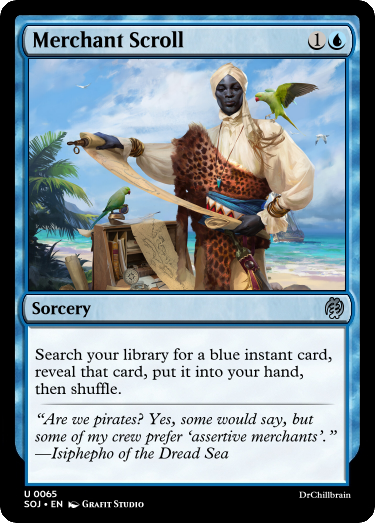 Merchant Scroll 1
Sorcery
Search your library for a blue instant card,
reveal that card, put it into your hand,
then shuffle.
“Are we pirates? Yes, some would say, but
some of my crew prefer ‘assertive merchants’.”
—Isiphepho of the Dread Sea
U 0065
SOJ • EN Grafit Studio
DrChillbrain